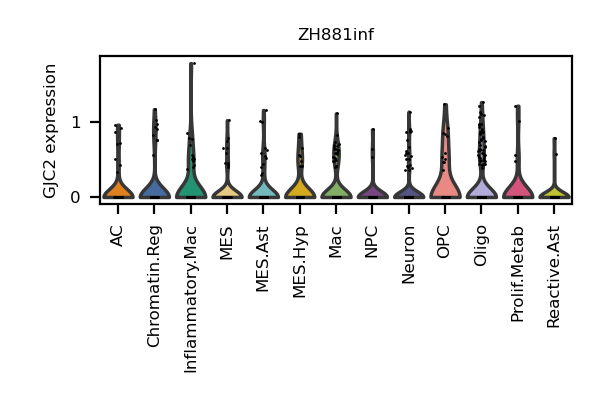 ZH881inf
GJC2 expression
1
0
AC
Chromatin.Reg
Inflammatory.Mac
MES
MES.Ast
MES.Hyp
Mac
NPC
Neuron
OPC
Oligo
Prolif.Metab
Reactive.Ast